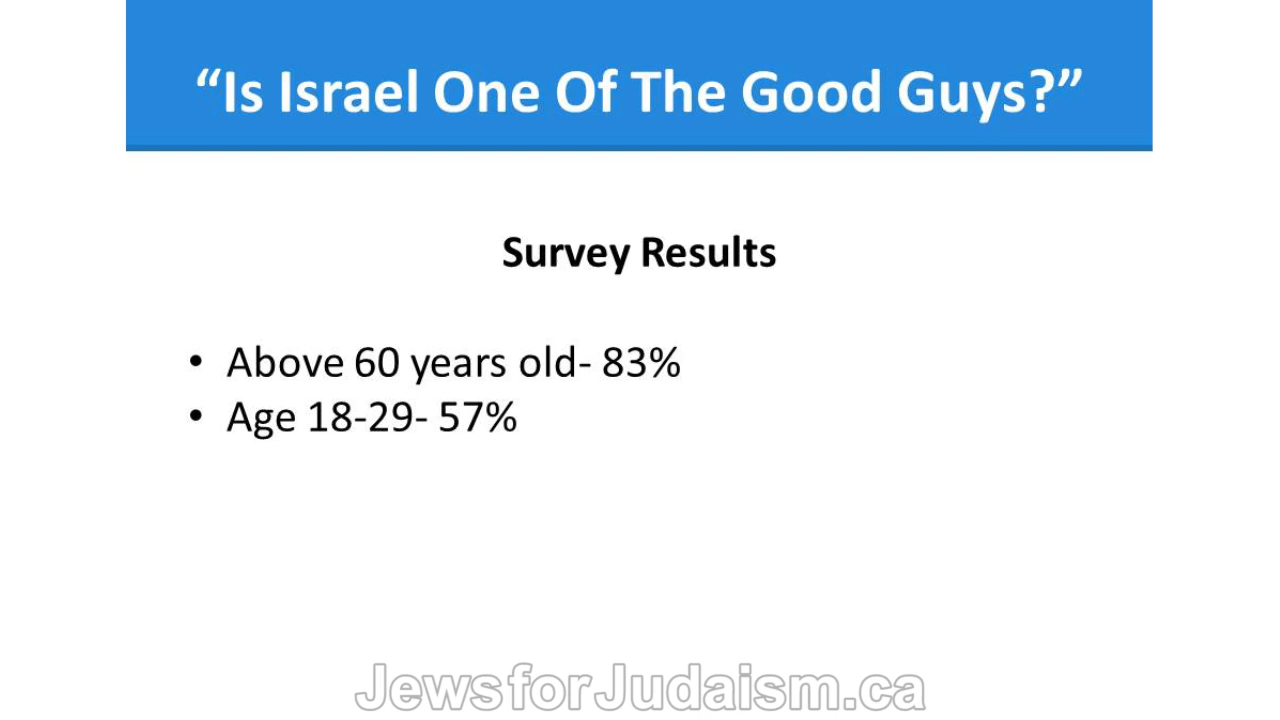 “Is Israel One Of The Good Guys?”
Survey Results
• Above 60 years old- 83%
• Age 18-29- 57%
JewsforJudaism.ca